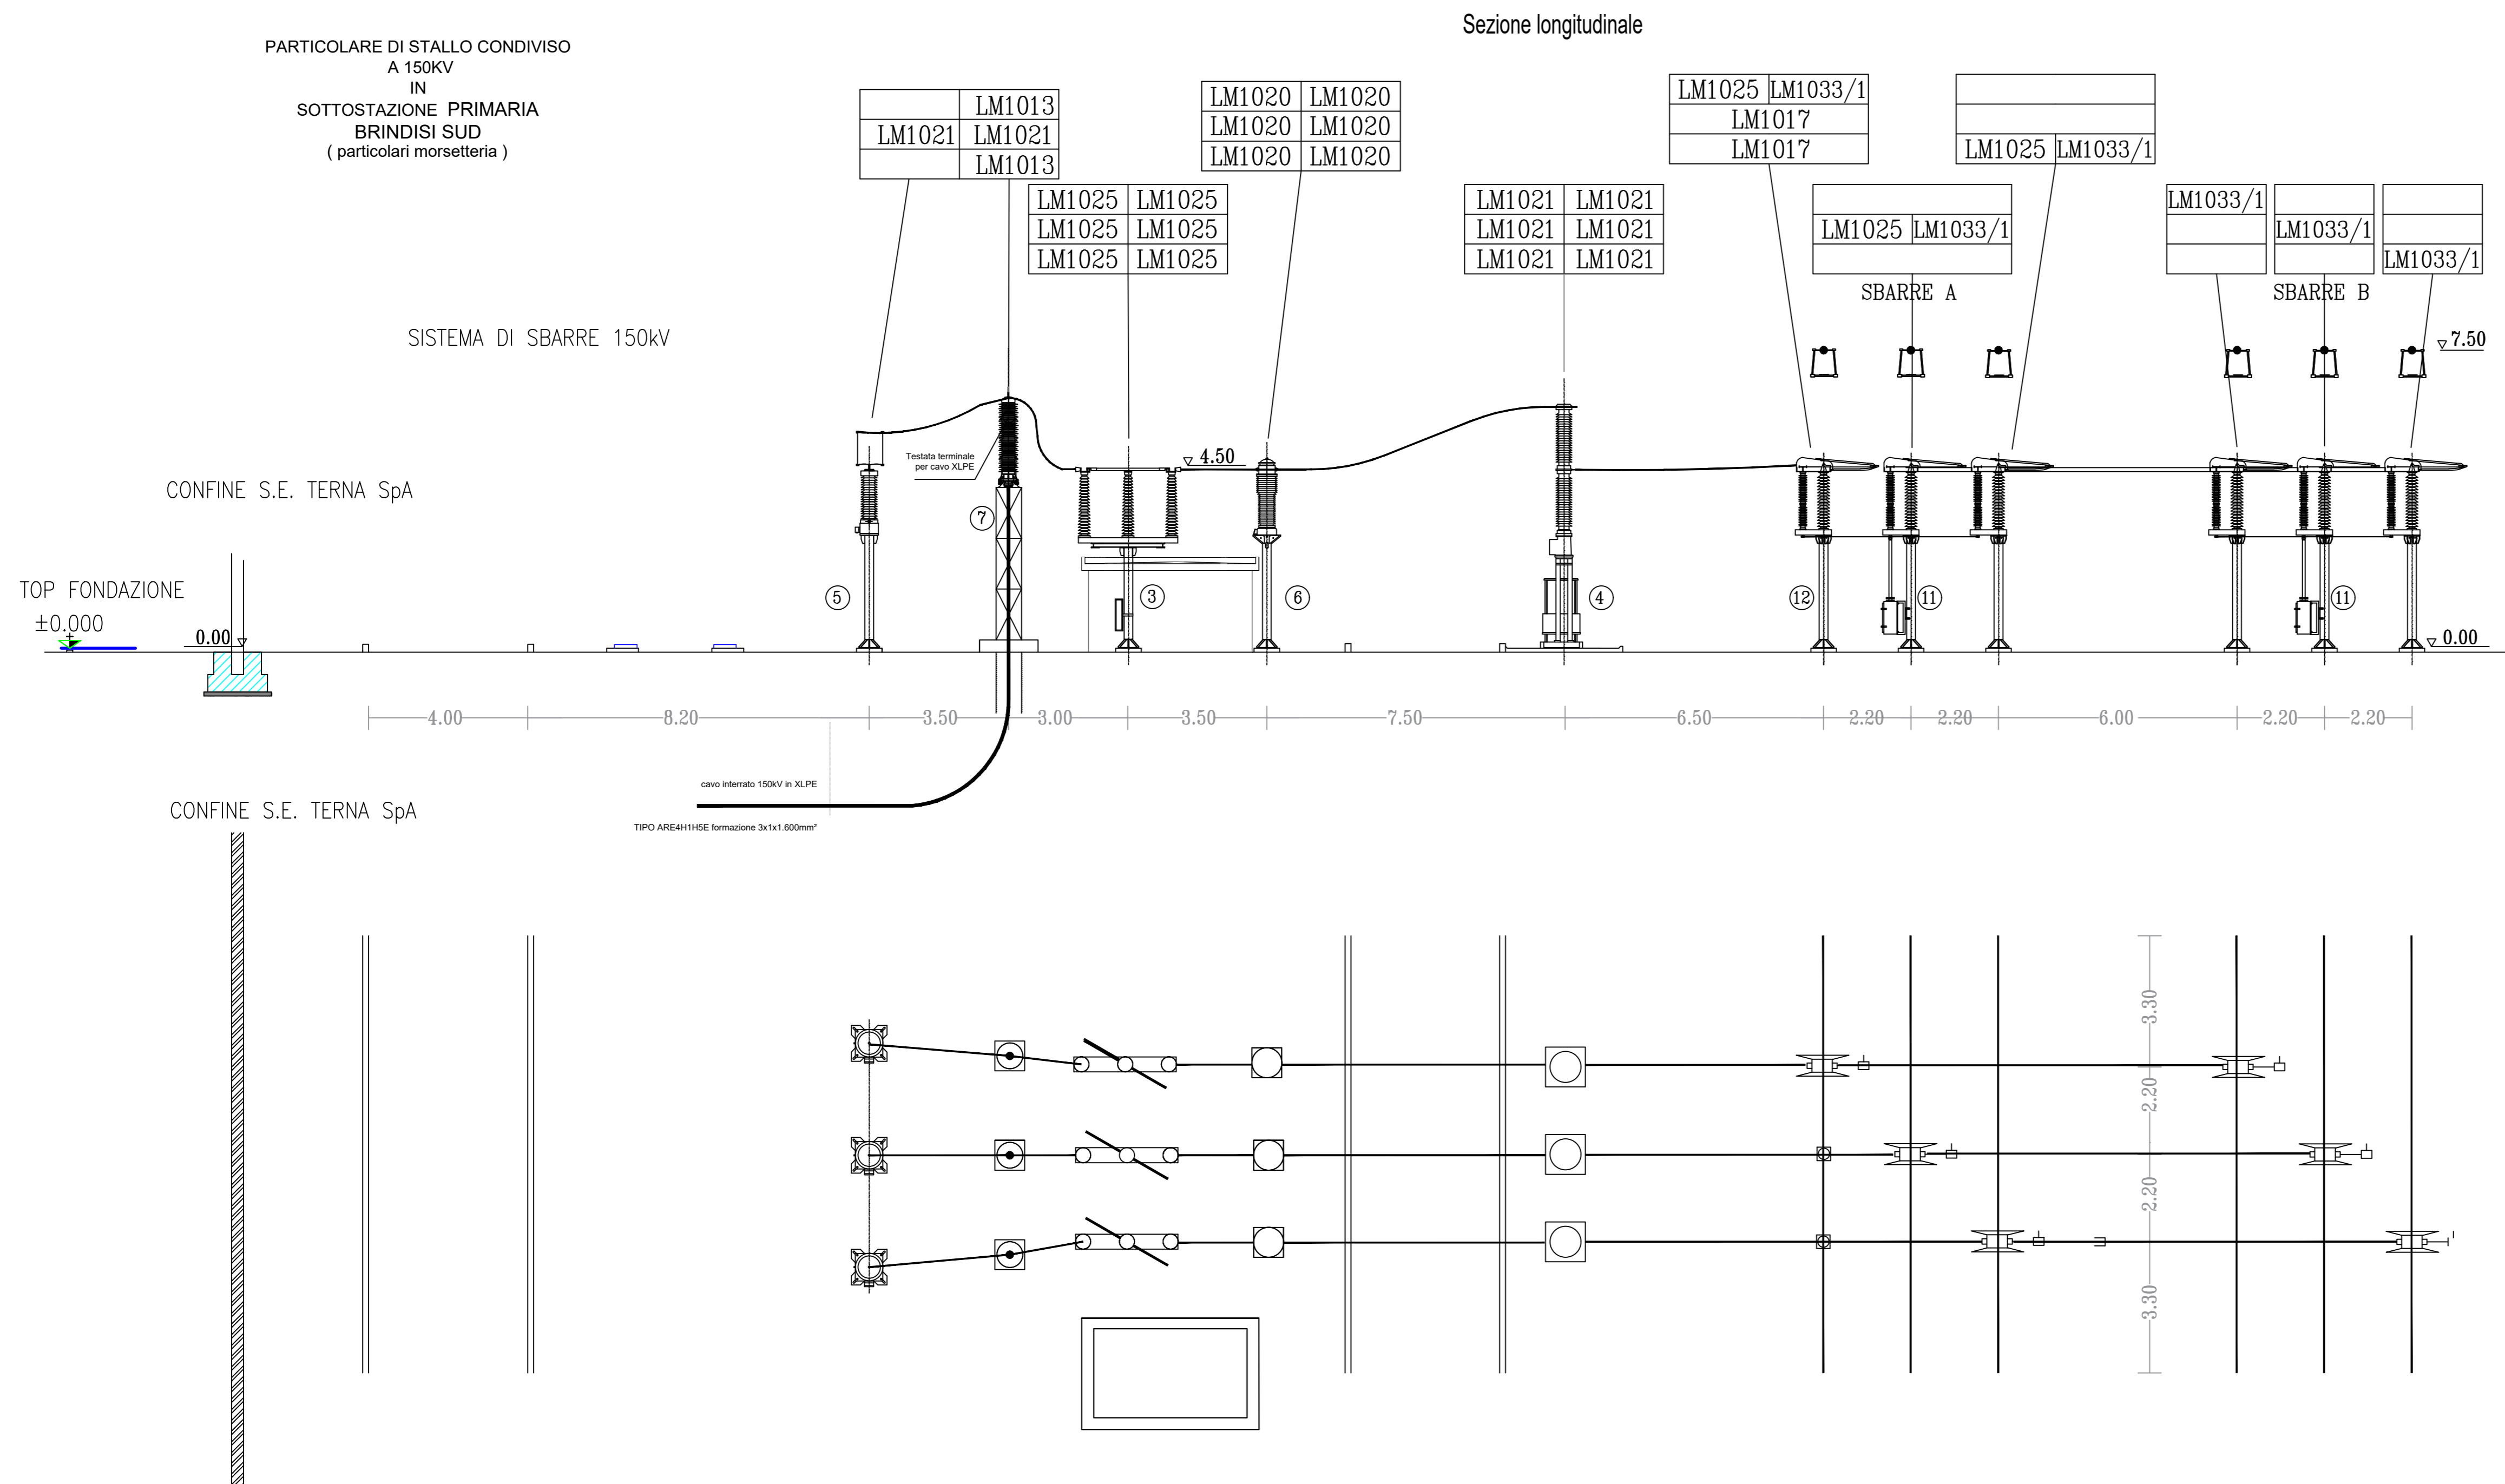 Sezione longitudinale
PARTICOLARE DI STALLO CONDIVISO
A 150KV
IN
SOTTOSTAZIONE PRIMARIA
BRINDISI SUD
( particolari morsetteria )
LM1013
LM1021 LM1021
LM1013
LM1020 LM1020
LM1020 LM1020
LM1020 LM1020
LM1025 LM1033/1
LM1017
LM1017
LM1025 LM1033/1
LM1025 LM1025
LM1025 LM1025
LM1025 LM1025
LM1021 LM1021
LM1021 LM1021
LM1021 LM1021
LM1025 LM1033/1
LM1033/1
LM1033/1
LM1033/1
SBARRE A
SBARRE B
SISTEMA DI SBARRE 150kV
7.50
Testata terminale
per cavo XLPE
4.50
CONFINE S.E. TERNA SpA
7
TOP FONDAZIONE
±0.000
0.00
5
3
6
4
12
11
11
0.00
4.00 8.20 3.50 3.00 3.50 7.50 6.50 2.20 2.20 6.00 2.20 2.20
cavo interrato 150kV in XLPE
CONFINE S.E. TERNA SpA
TIPO ARE4H1H5E formazione 3x1x1.600mm²
3.30
2.20
2.20
3.30